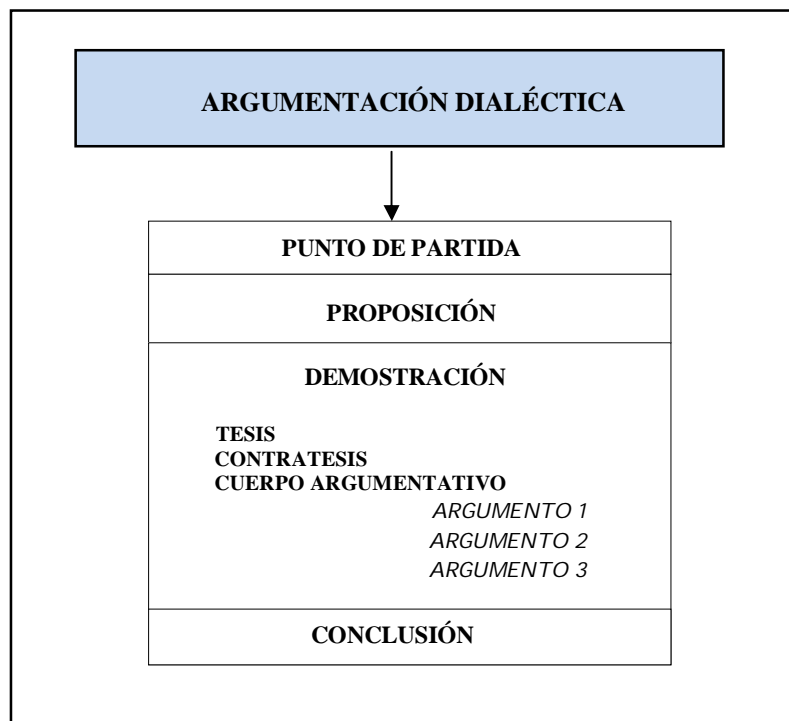 ARGUMENTACIÓN DIALÉCTICA
PUNTO DE PARTIDA
PROPOSICIÓN
DEMOSTRACIÓN
TESIS
CONTRATESIS
CUERPO ARGUMENTATIVO
ARGUMENTO 1
ARGUMENTO 2
ARGUMENTO 3
CONCLUSIÓN